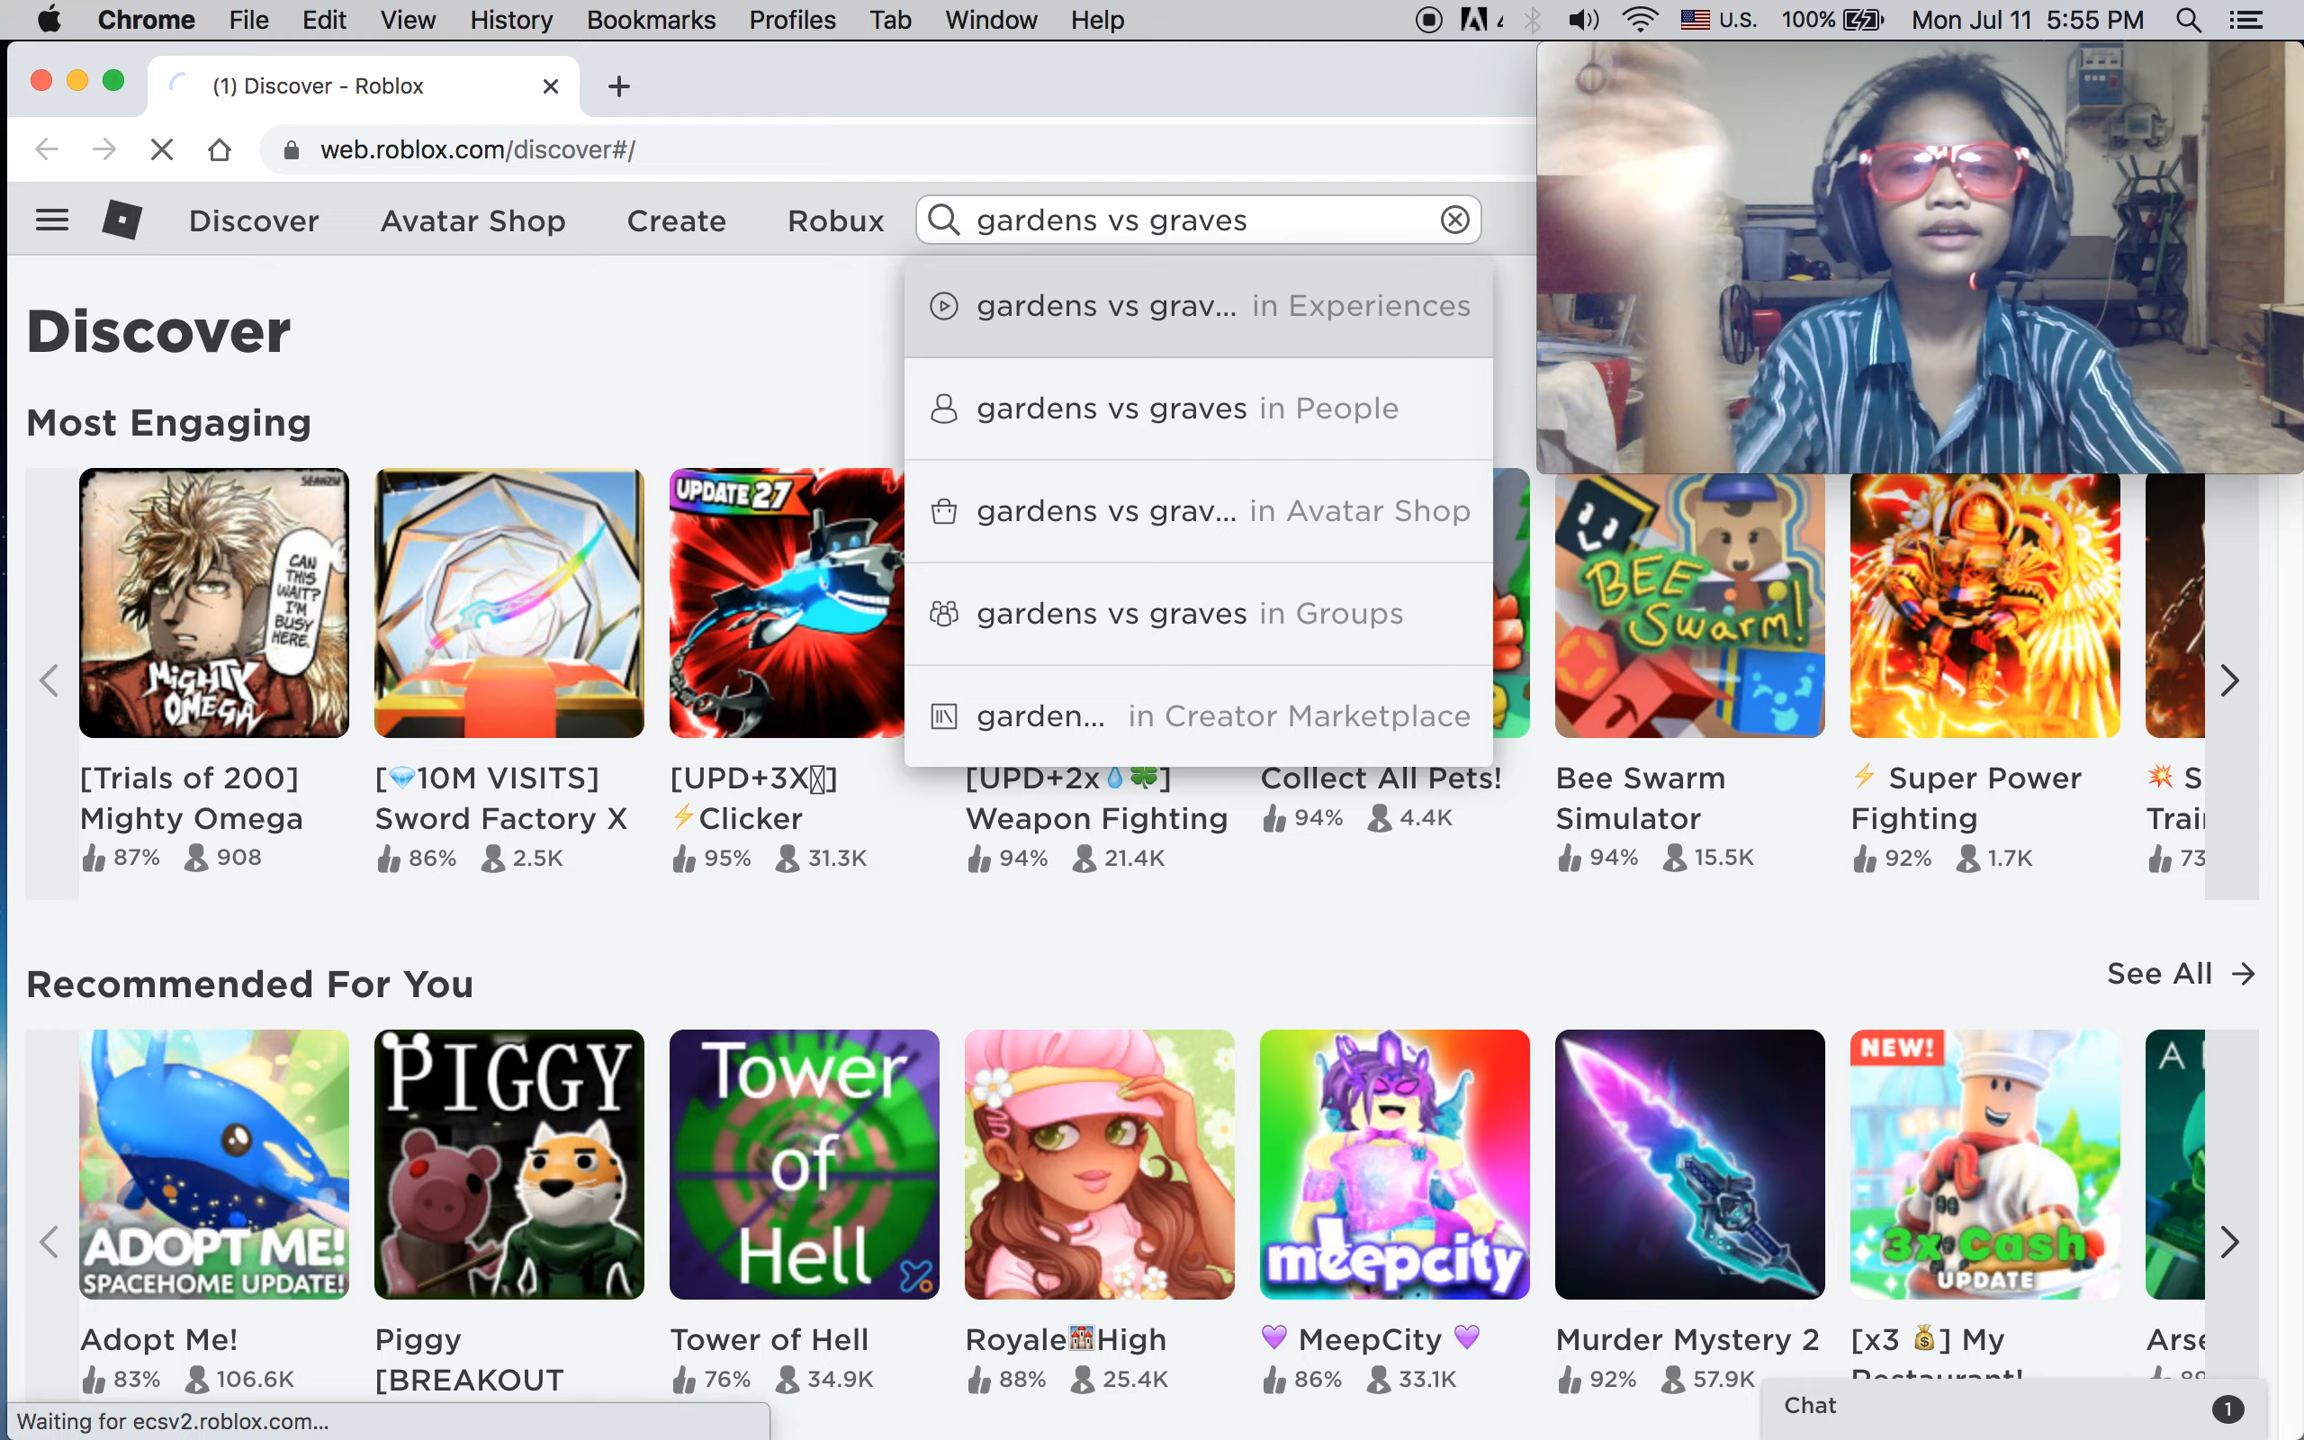 Chrome File Edit View History Bookmarks Profiles Tab Window Help
U.S. 100% Mon Jul 11 5:55 PM
(1) Discover - Roblox
web.roblox.com/discover#/
Discover Avatar Shop Create Robux gardens vs graves
gardens vs grav... in Experiences
gardens vs graves in People
gardens vs grav... in Avatar Shop
gardens vs graves in Groups
garden... in Creator Marketplace
Discover
Most Engaging
CAN
THIS
WAIT?
I'M
BUSY
HERE.
MIGHTY
OMEGA
UPDATE 27
BEE
SWARM!
[Trials of 200]
Mighty Omega
87% 908
[💎10M VISITS]
Sword Factory X
86% 2.5K
[UPD+3X]
⚡Clicker
95% 31.3K
[UPD+2x💧🍀]
Weapon Fighting
94% 21.4K
Collect All Pets!
94% 4.4K
Bee Swarm
Simulator
94% 15.5K
⚡ Super Power
Fighting
92% 1.7K
💥 S
Trai
73
Recommended For You
See All
ADOPT ME!
SPACEHOME UPDATE!
PIGGY
Tower
of
Hell
meepcity
NEW!
3x Cash
UPDATE
A
Adopt Me!
83% 106.6K
Piggy
[BREAKOUT
Tower of Hell
76% 34.9K
Royale🏰High
88% 25.4K
💜 MeepCity 💜
86% 33.1K
Murder Mystery 2
92% 57.9K
[x3 💰] My
Restaurant!
Arse
Chat 1
Waiting for ecsv2.roblox.com...